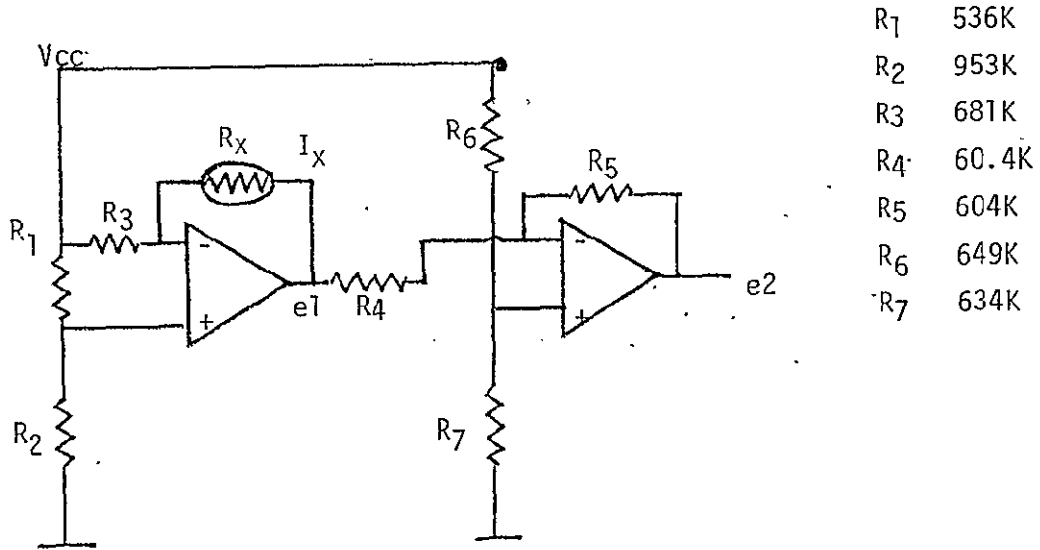 Vcc
R1
R2
R3
Rx
Ix
-
+
e1
R4
R6
R7
R5
-
+
e2
R1 536K
R2 953K
R3 681K
R4 60.4K
R5 604K
R6 649K
R7 634K